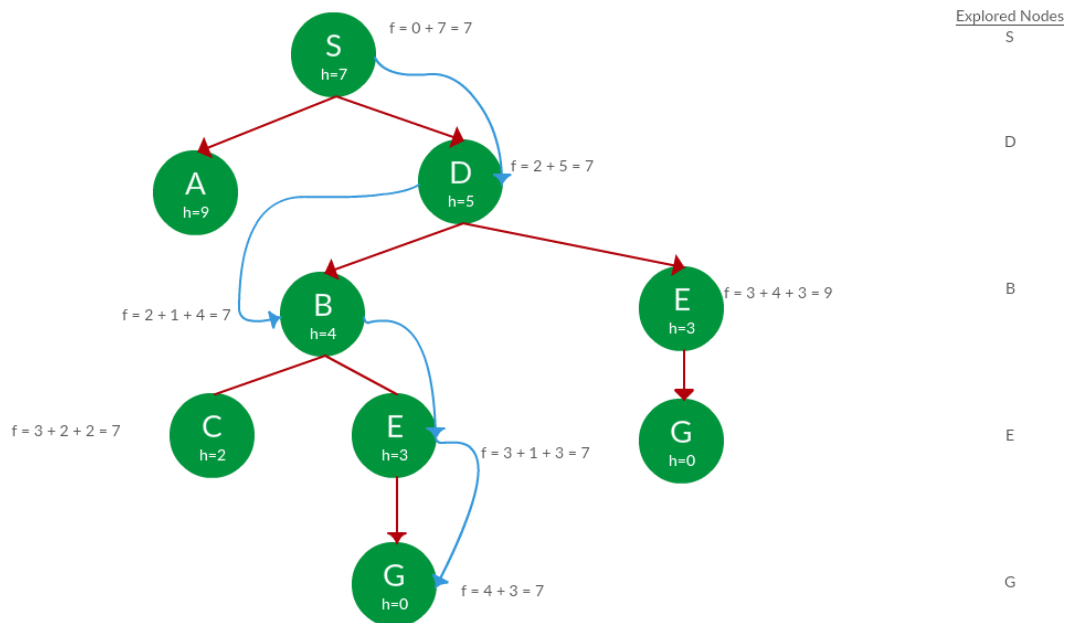 Explored Nodes
S
f = 0 + 7 = 7
S
h=7
D
A
h=9
D
h=5
f = 2 + 5 = 7
B
f = 2 + 1 + 4 = 7
B
h=4
E
h=3
f = 3 + 4 + 3 = 9
f = 3 + 2 + 2 = 7
C
h=2
E
h=3
f = 3 + 1 + 3 = 7
G
h=0
E
G
h=0
f = 4 + 3 = 7
G